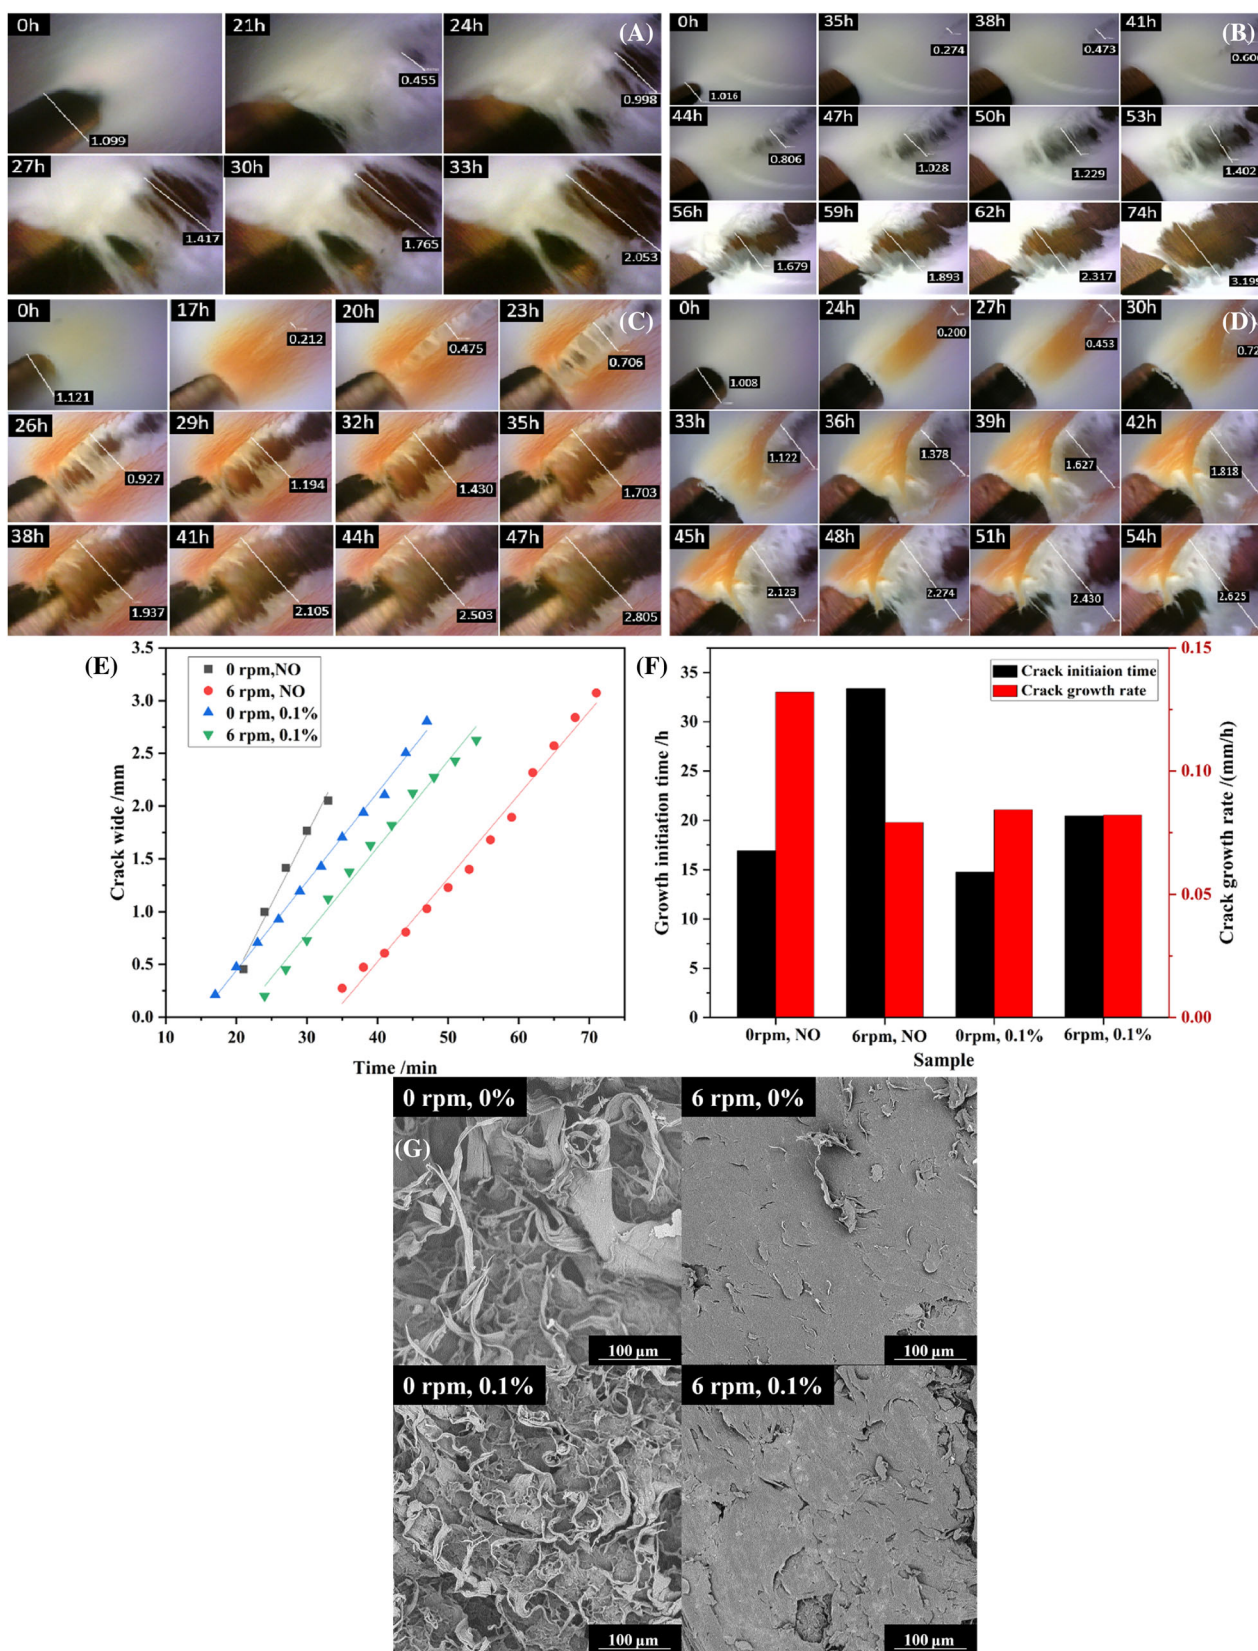 0h
21h
24h
(A)
1.099
0.455
0.998
27h
30h
33h
1.417
1.765
2.053
0h
35h
38h
41h
(B)
1.016
0.274
0.473
44h
47h
50h
53h
0.806
1.028
1.229
1.402
56h
59h
62h
74h
1.679
1.893
2.317
3.199
0h
17h
20h
23h
(C)
1.121
0.212
0.475
0.706
26h
29h
32h
35h
0.927
1.194
1.430
1.703
38h
41h
44h
47h
1.937
2.105
2.503
2.805
0h
24h
27h
30h
(D)
1.008
0.200
0.453
0.72
33h
36h
39h
42h
1.122
1.378
1.627
1.818
45h
48h
51h
54h
2.123
2.274
2.430
2.625
(E)
0 rpm,NO
6 rpm, NO
0 rpm, 0.1%
6 rpm, 0.1%
Crack wide /mm
3.5
3.0
2.5
2.0
1.5
1.0
0.5
0.0
10 20 30 40 50 60 70
Time /min
(F)
Crack initiaion time
Crack growth rate
Growth initiation time /h
35
30
25
20
15
10
5
0
Crack growth rate /(mm/h)
0.15
0.10
0.05
0.00
0rpm, NO 6rpm, NO 0rpm, 0.1% 6rpm, 0.1%
Sample
(G)
0 rpm, 0%
100 µm
6 rpm, 0%
100 µm
0 rpm, 0.1%
100 µm
6 rpm, 0.1%
100 µm